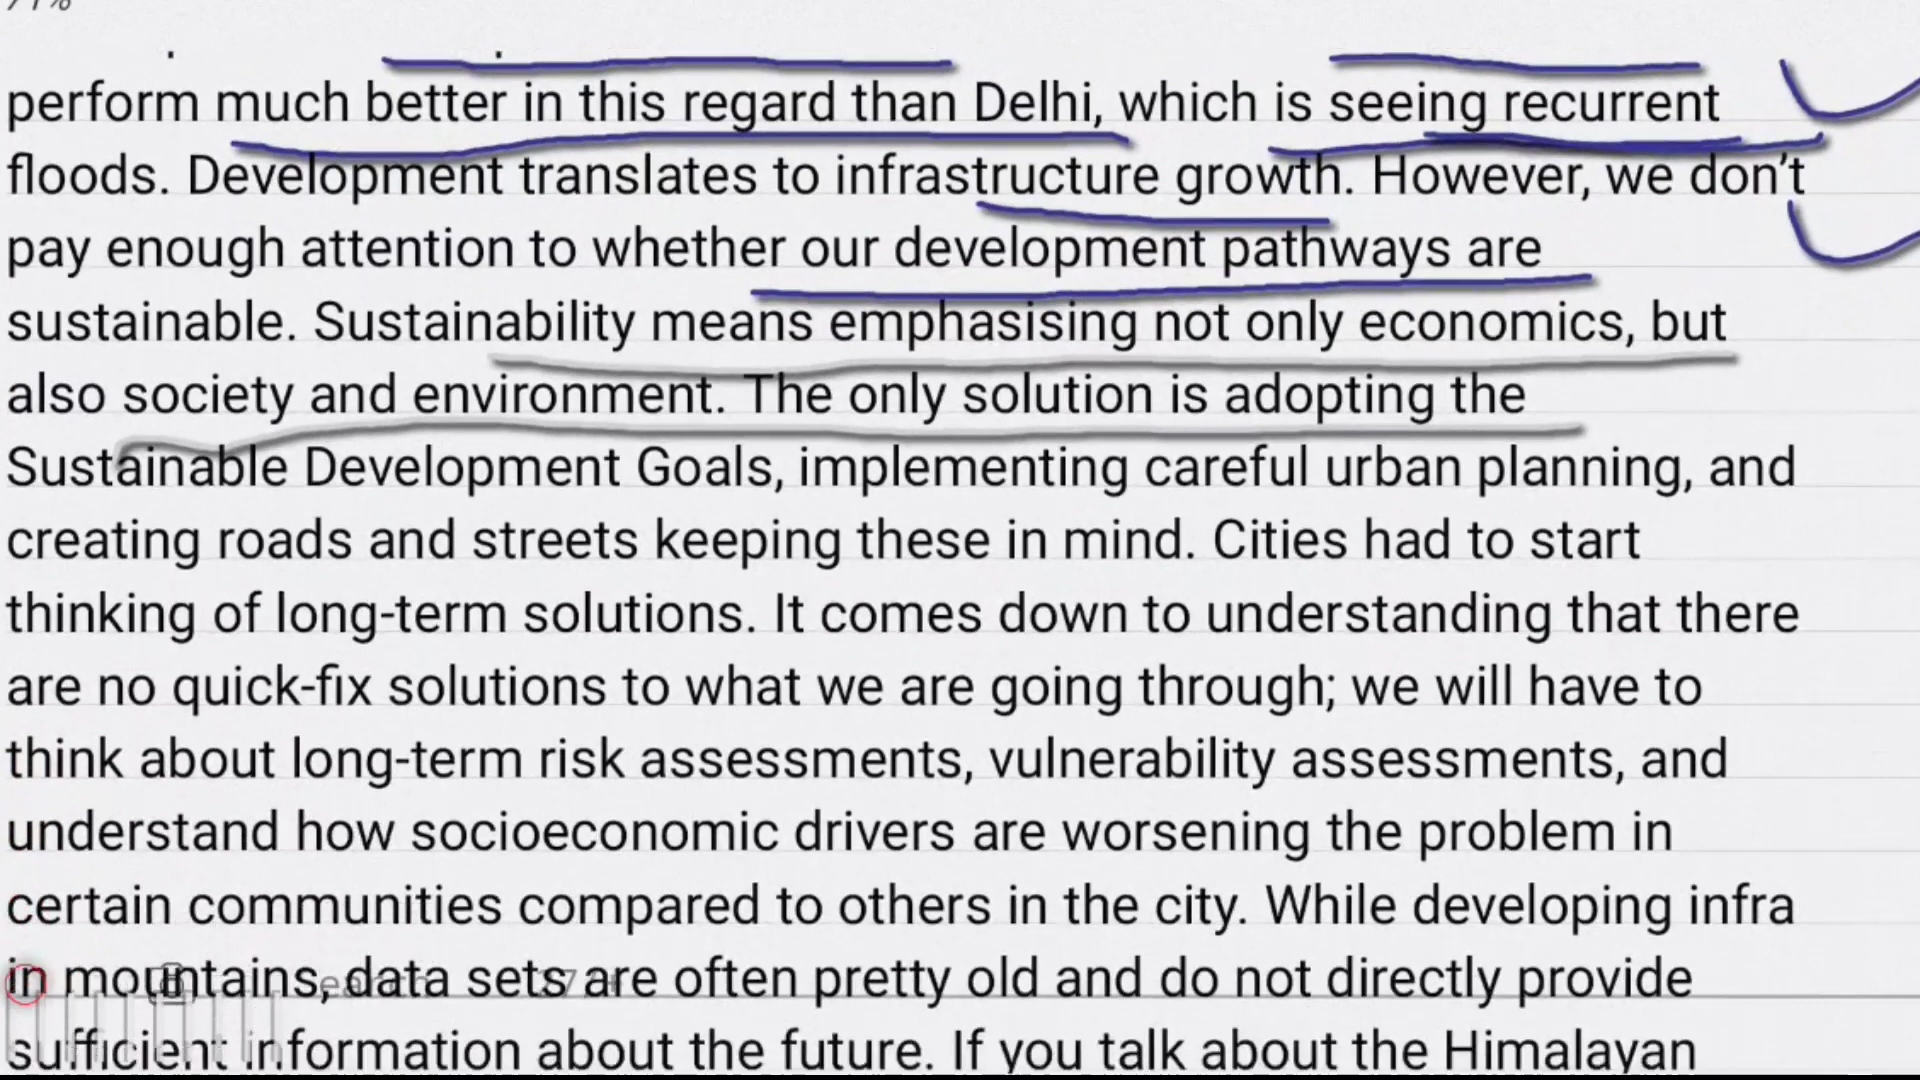 perform much better in this regard than Delhi, which is seeing recurrent
floods. Development translates to infrastructure growth. However, we don't
pay enough attention to whether our development pathways are
sustainable. Sustainability means emphasising not only economics, but
also society and environment. The only solution is adopting the
Sustainable Development Goals, implementing careful urban planning, and
creating roads and streets keeping these in mind. Cities had to start
thinking of long-term solutions. It comes down to understanding that there
are no quick-fix solutions to what we are going through; we will have to
think about long-term risk assessments, vulnerability assessments, and
understand how socioeconomic drivers are worsening the problem in
certain communities compared to others in the city. While developing infra
in mountains, data sets are often pretty old and do not directly provide
sufficient information about the future. If you talk about the Himalayan